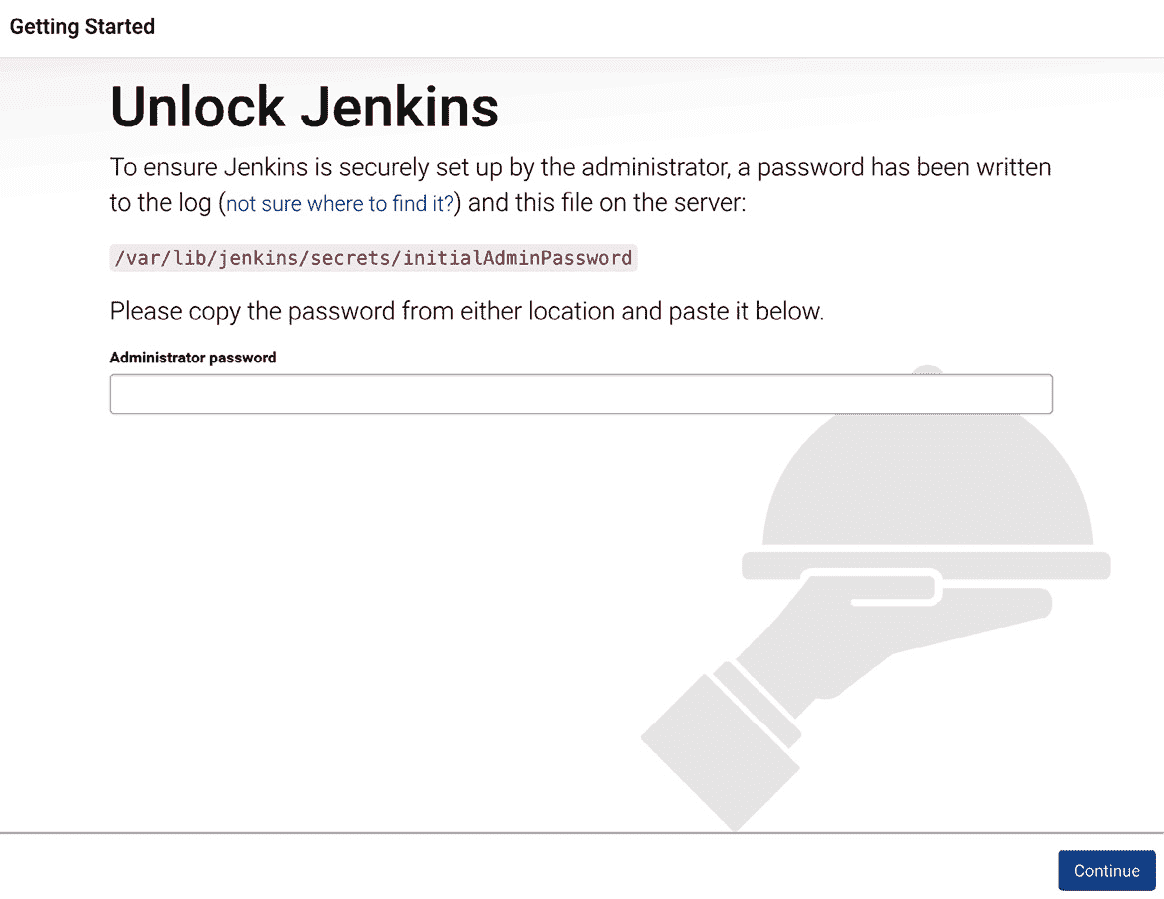 Getting Started
Unlock Jenkins
To ensure Jenkins is securely set up by the administrator, a password has been written
to the log (not sure where to find it?) and this file on the server:
/var/lib/jenkins/secrets/initialAdminPassword
Please copy the password from either location and paste it below.
Administrator password
Continue